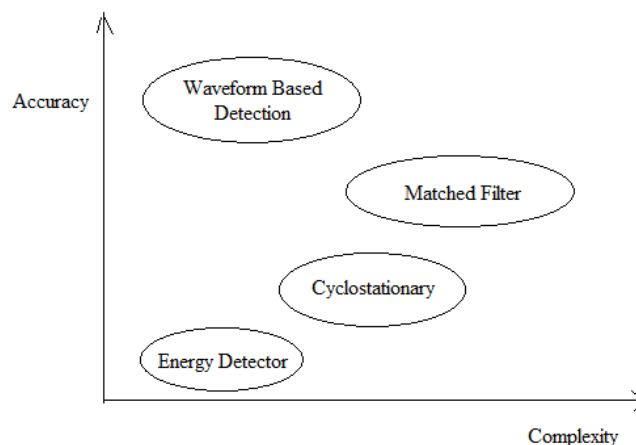 Waveform Based
Detection
Accuracy
Matched Filter
Cyclostationary
Energy Detector
Complexity